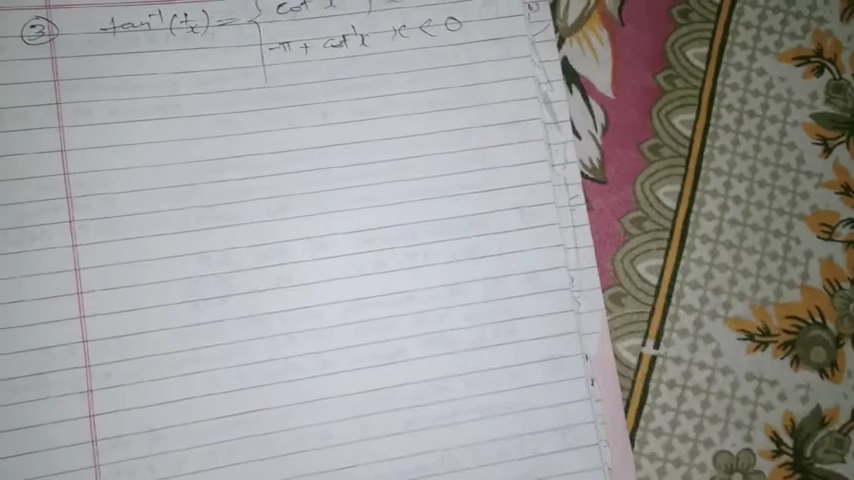 ③ tan⁻¹(1/x) = { cot⁻¹x ,
-π + cot⁻¹x x < 0